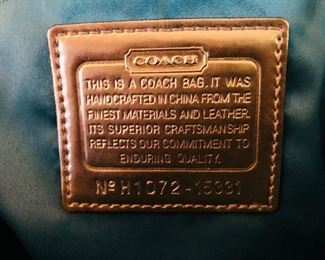 COACH
THIS IS A COACH BAG. IT WAS
HANDCRAFTED IN CHINA FROM THE
FINEST MATERIALS AND LEATHER.
ITS SUPERIOR CRAFTSMANSHIP
REFLECTS OUR COMMITMENT TO
ENDURING QUALITY.
Nº H1072-15331